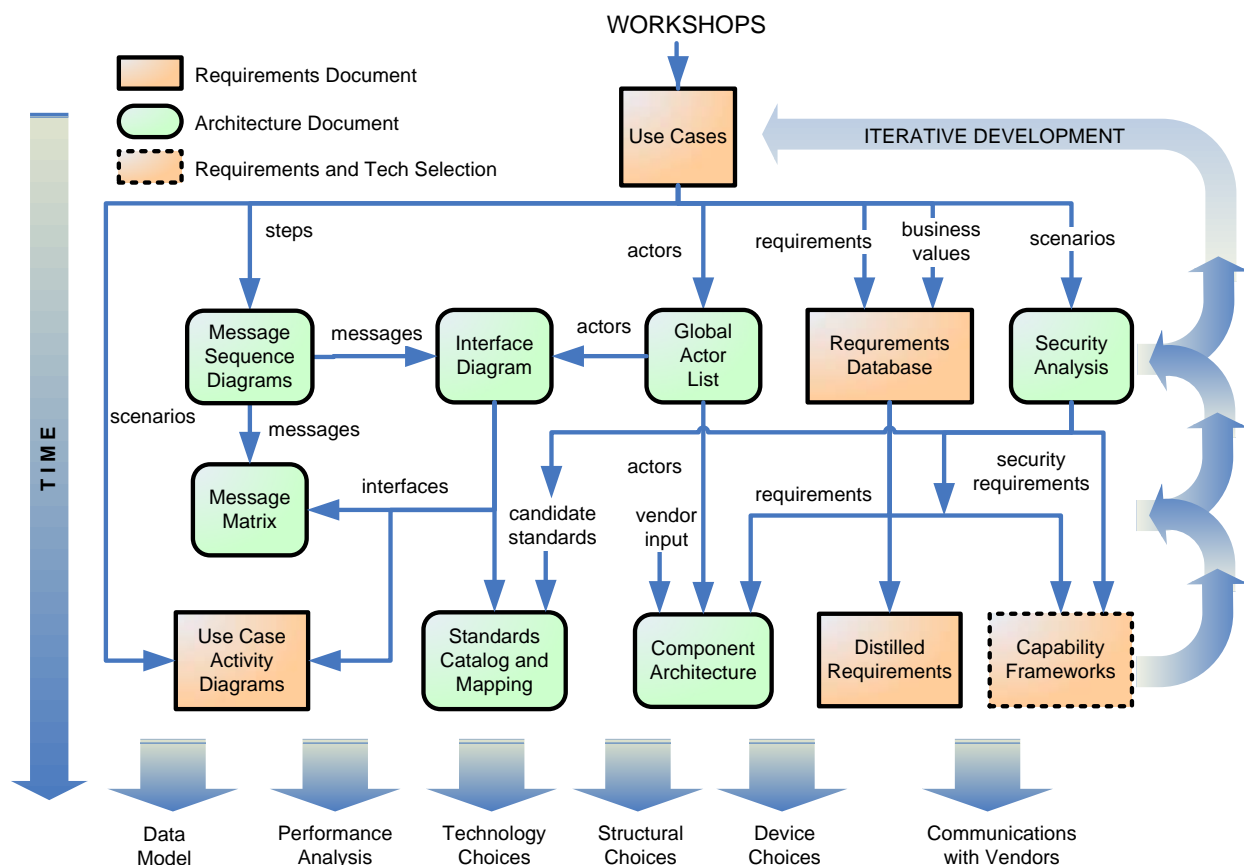 WORKSHOPS
Requirements Document
Architecture Document
Requirements and Tech Selection
Use Cases
ITERATIVE DEVELOPMENT
TIME
steps
actors
requirements
business
values
scenarios
Message
Sequence
Diagrams
messages
Interface
Diagram
actors
Global
Actor
List
Requrements
Database
Security
Analysis
scenarios
messages
Message
Matrix
interfaces
candidate
standards
actors
vendor
input
requirements
security
requirements
Use Case
Activity
Diagrams
Standards
Catalog and
Mapping
Component
Architecture
Distilled
Requirements
Capability
Frameworks
Data
Model
Performance
Analysis
Technology
Choices
Structural
Choices
Device
Choices
Communications
with Vendors